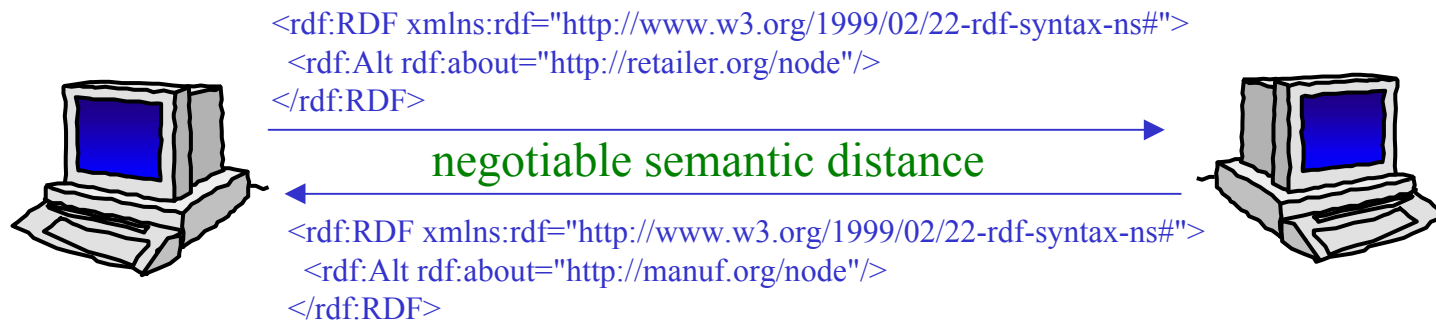 <rdf:RDF xmlns:rdf="http://www.w3.org/1999/02/22-rdf-syntax-ns#">
<rdf:Alt rdf:about="http://retailer.org/node"/>
</rdf:RDF>
negotiable semantic distance
<rdf:RDF xmlns:rdf="http://www.w3.org/1999/02/22-rdf-syntax-ns#">
<rdf:Alt rdf:about="http://manuf.org/node"/>
</rdf:RDF>